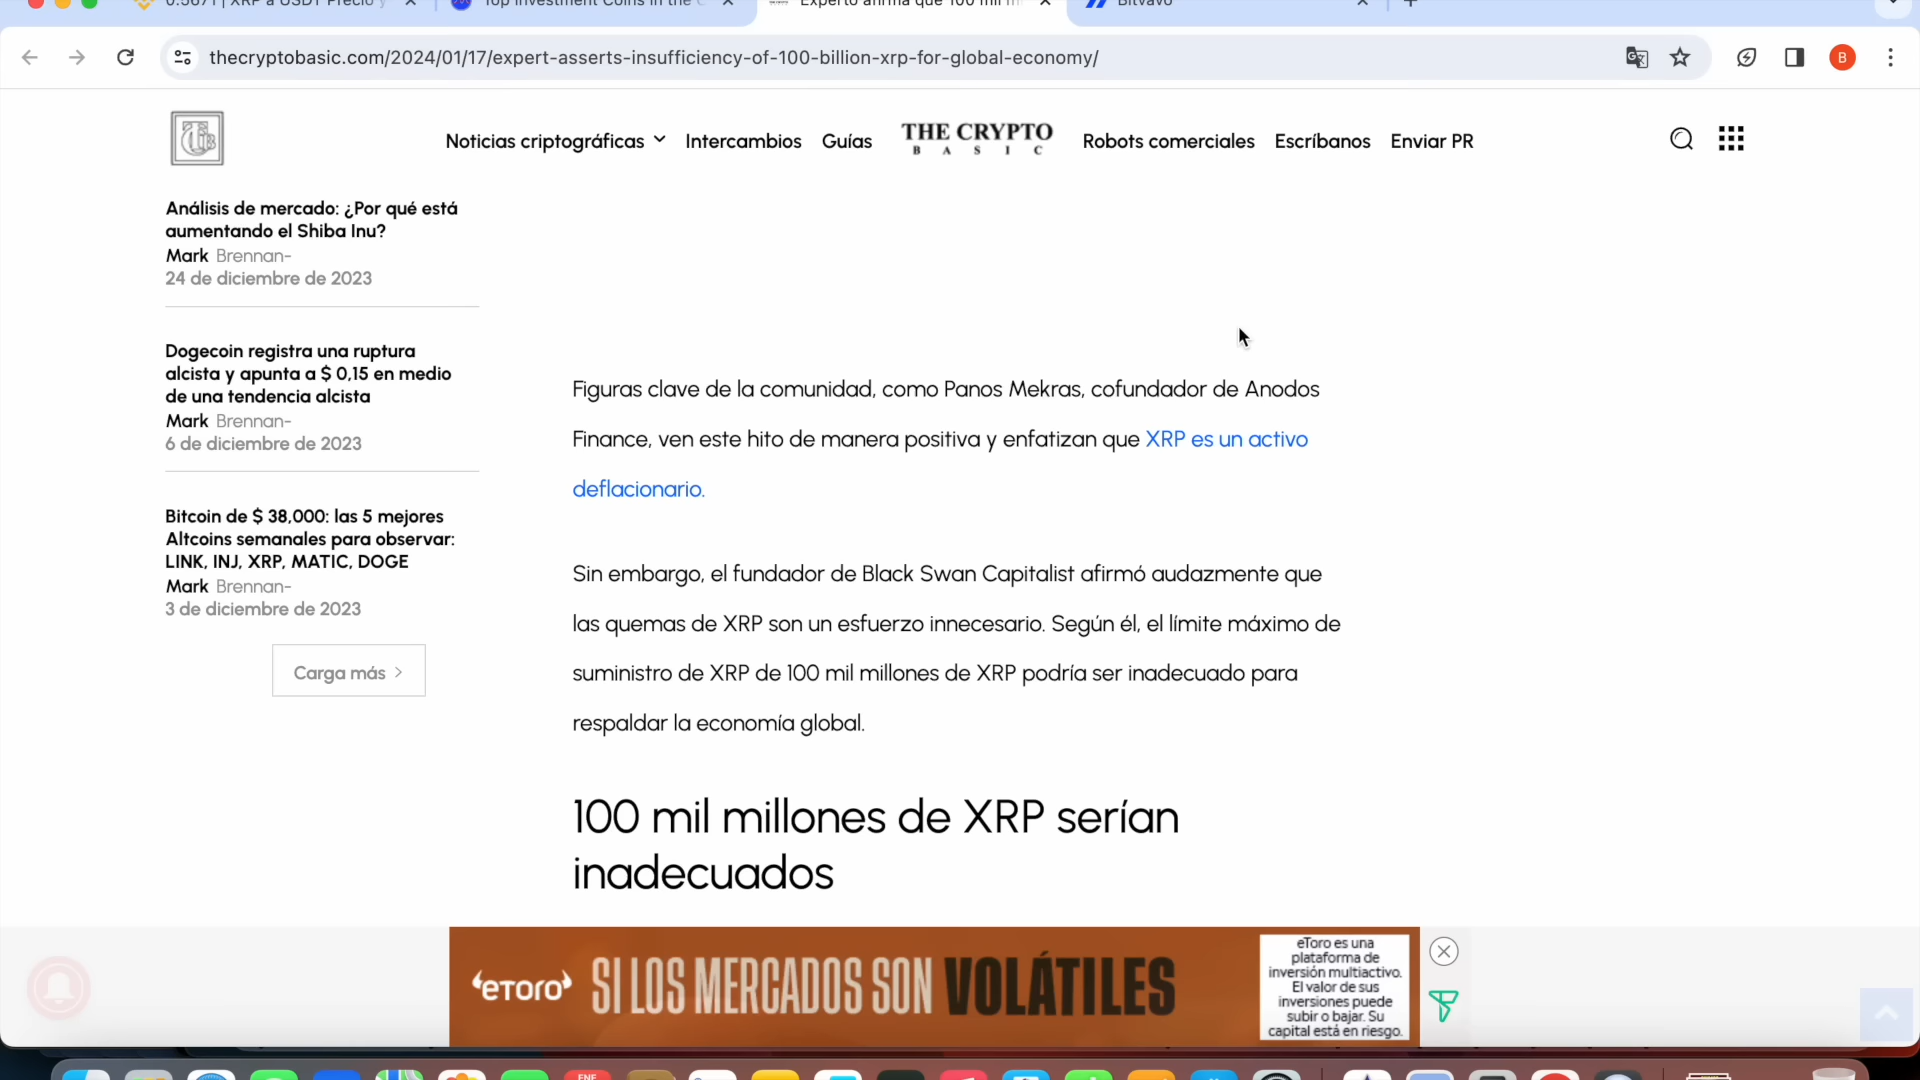 Bitvavo
thecryptobasic.com/2024/01/17/expert-asserts-insufficiency-of-100-billion-xrp-for-global-economy/
B
Noticias criptográficas
Intercambios
Guías
THE CRYPTO
BASIC
Robots comerciales
Escríbanos
Enviar PR
Análisis de mercado: ¿Por qué está
aumentando el Shiba Inu?
Mark Brennan-
24 de diciembre de 2023
Dogecoin registra una ruptura
alcista y apunta a $ 0,15 en medio
de una tendencia alcista
Mark Brennan-
6 de diciembre de 2023
Bitcoin de $ 38,000: las 5 mejores
Altcoins semanales para observar:
LINK, INJ, XRP, MATIC, DOGE
Mark Brennan-
3 de diciembre de 2023
Carga más
Figuras clave de la comunidad, como Panos Mekras, cofundador de Anodos
Finance, ven este hito de manera positiva y enfatizan que XRP es un activo
deflacionario.
Sin embargo, el fundador de Black Swan Capitalist afirmó audazmente que
las quemas de XRP son un esfuerzo innecesario. Según él, el límite máximo de
suministro de XRP de 100 mil millones de XRP podría ser inadecuado para
respaldar la economía global.
100 mil millones de XRP serían
inadecuados
eToro
SI LOS MERCADOS SON VOLÁTILES
eToro es una
plataforma de
inversión multiactivo.
El valor de sus
inversiones puede
subir o bajar. Su
capital está en riesgo.
ENE